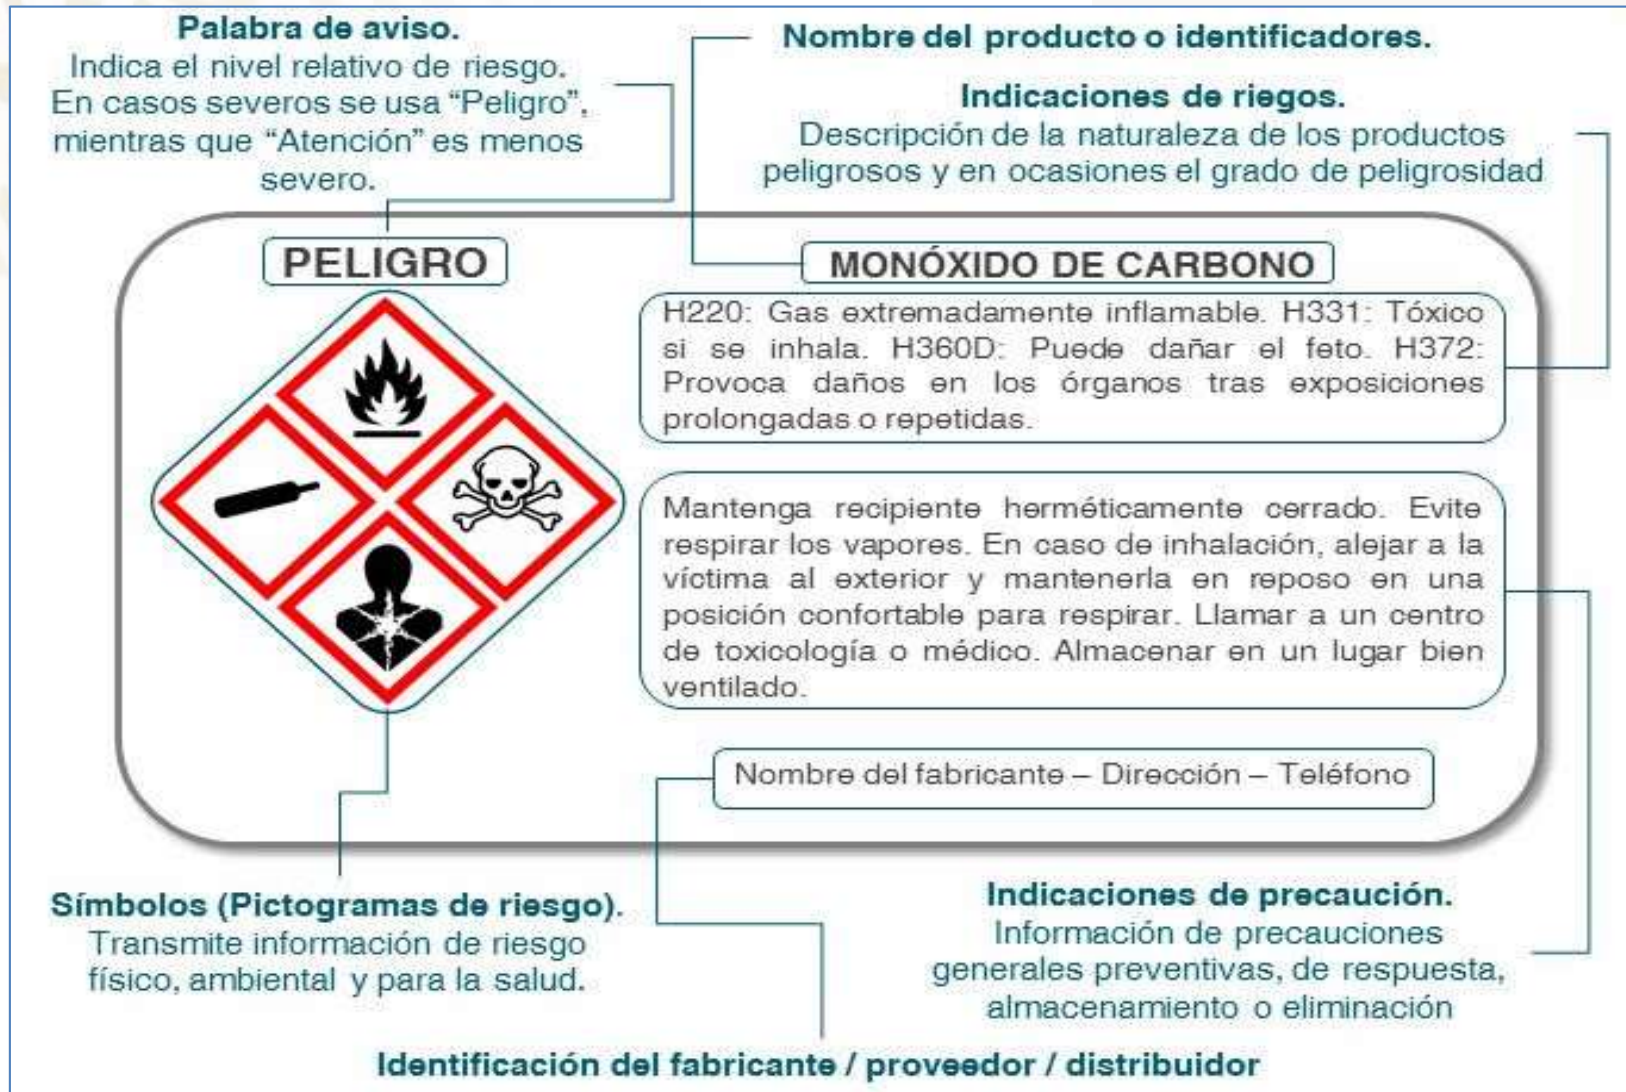 Palabra de aviso.
Indica el nivel relativo de riesgo.
En casos severos se usa “Peligro”,
mientras que “Atención” es menos
severo.
Nombre del producto o identificadores.
Indicaciones de riegos.
Descripción de la naturaleza de los productos
peligrosos y en ocasiones el grado de peligrosidad
PELIGRO
MONÓXIDO DE CARBONO
H220: Gas extremadamente inflamable. H331: Tóxico
si se inhala. H360D: Puede dañar el feto. H372:
Provoca daños en los órganos tras exposiciones
prolongadas o repetidas.
Mantenga recipiente herméticamente cerrado. Evite
respirar los vapores. En caso de inhalación, alejar a la
víctima al exterior y mantenerla en reposo en una
posición confortable para respirar. Llamar a un centro
de toxicología o médico. Almacenar en un lugar bien
ventilado.
Nombre del fabricante – Dirección – Teléfono
Símbolos (Pictogramas de riesgo).
Transmite información de riesgo
físico, ambiental y para la salud.
Indicaciones de precaución.
Información de precauciones
generales preventivas, de respuesta,
almacenamiento o eliminación
Identificación del fabricante / proveedor / distribuidor